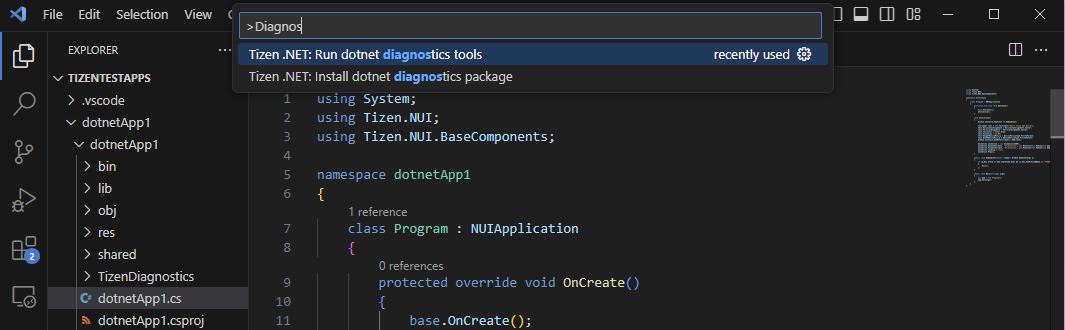 File Edit Selection View
>Diagnos
Tizen .NET: Run dotnet diagnostics tools recently used
Tizen .NET: Install dotnet diagnostics package
EXPLORER
TIZENTESTAPPS
.vscode
dotnetApp1
dotnetApp1
bin
lib
obj
res
shared
TizenDiagnostics
dotnetApp1.cs
dotnetApp1.csproj
2
1 using System;
2 using Tizen.NUI;
3 using Tizen.NUI.BaseComponents;
4
5 namespace dotnetApp1
6 {
1 reference
7 class Program : NUIApplication
8 {
0 references
9 protected override void OnCreate()
10 {
11 base.OnCreate();